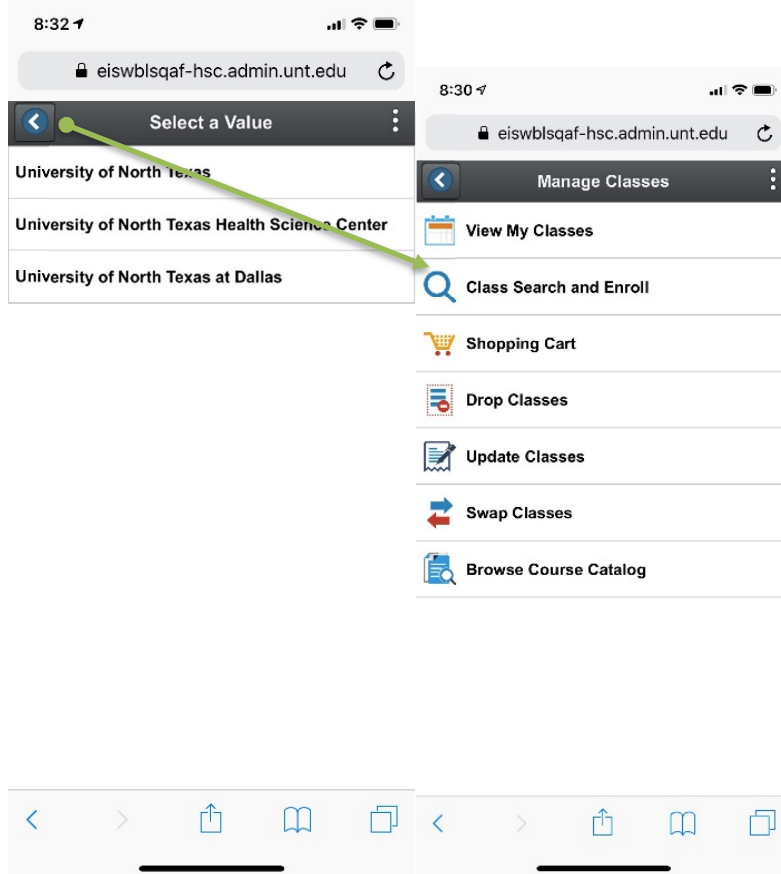 8:32
eiswblsqaf-hsc.admin.unt.edu
Select a Value
University of North Texas
University of North Texas Health Science Center
University of North Texas at Dallas
8:30
eiswblsqaf-hsc.admin.unt.edu
Manage Classes
View My Classes
Class Search and Enroll
Shopping Cart
Drop Classes
Update Classes
Swap Classes
Browse Course Catalog